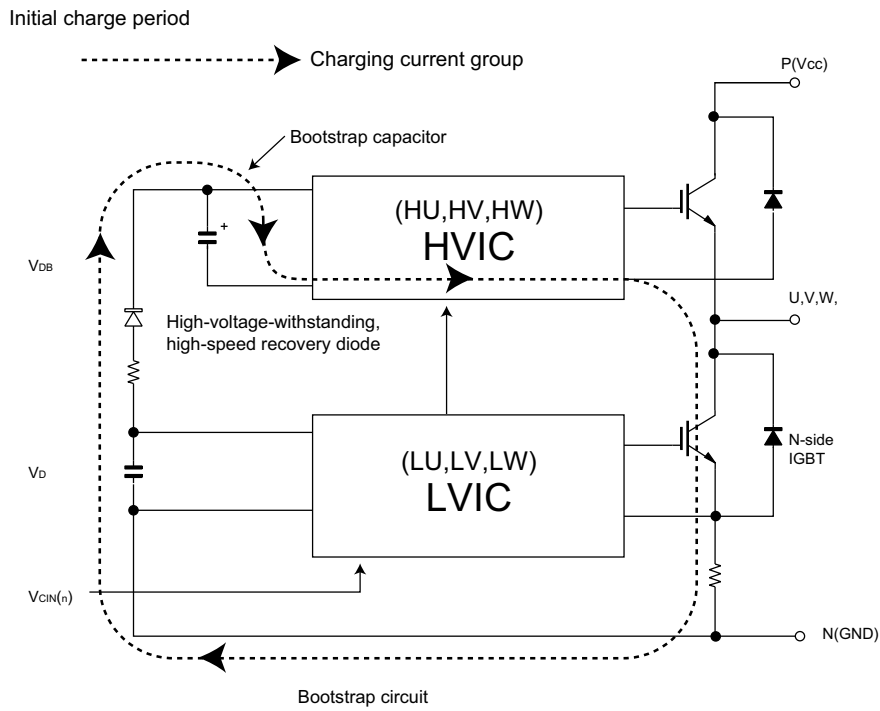 Initial charge period
Charging current group
P(Vcc)
Bootstrap capacitor
(HU,HV,HW)
HVIC
+
VDB
U,V,W,
High-voltage-withstanding,
high-speed recovery diode
(LU,LV,LW)
LVIC
N-side
IGBT
VD
VCIN(n)
N(GND)
Bootstrap circuit